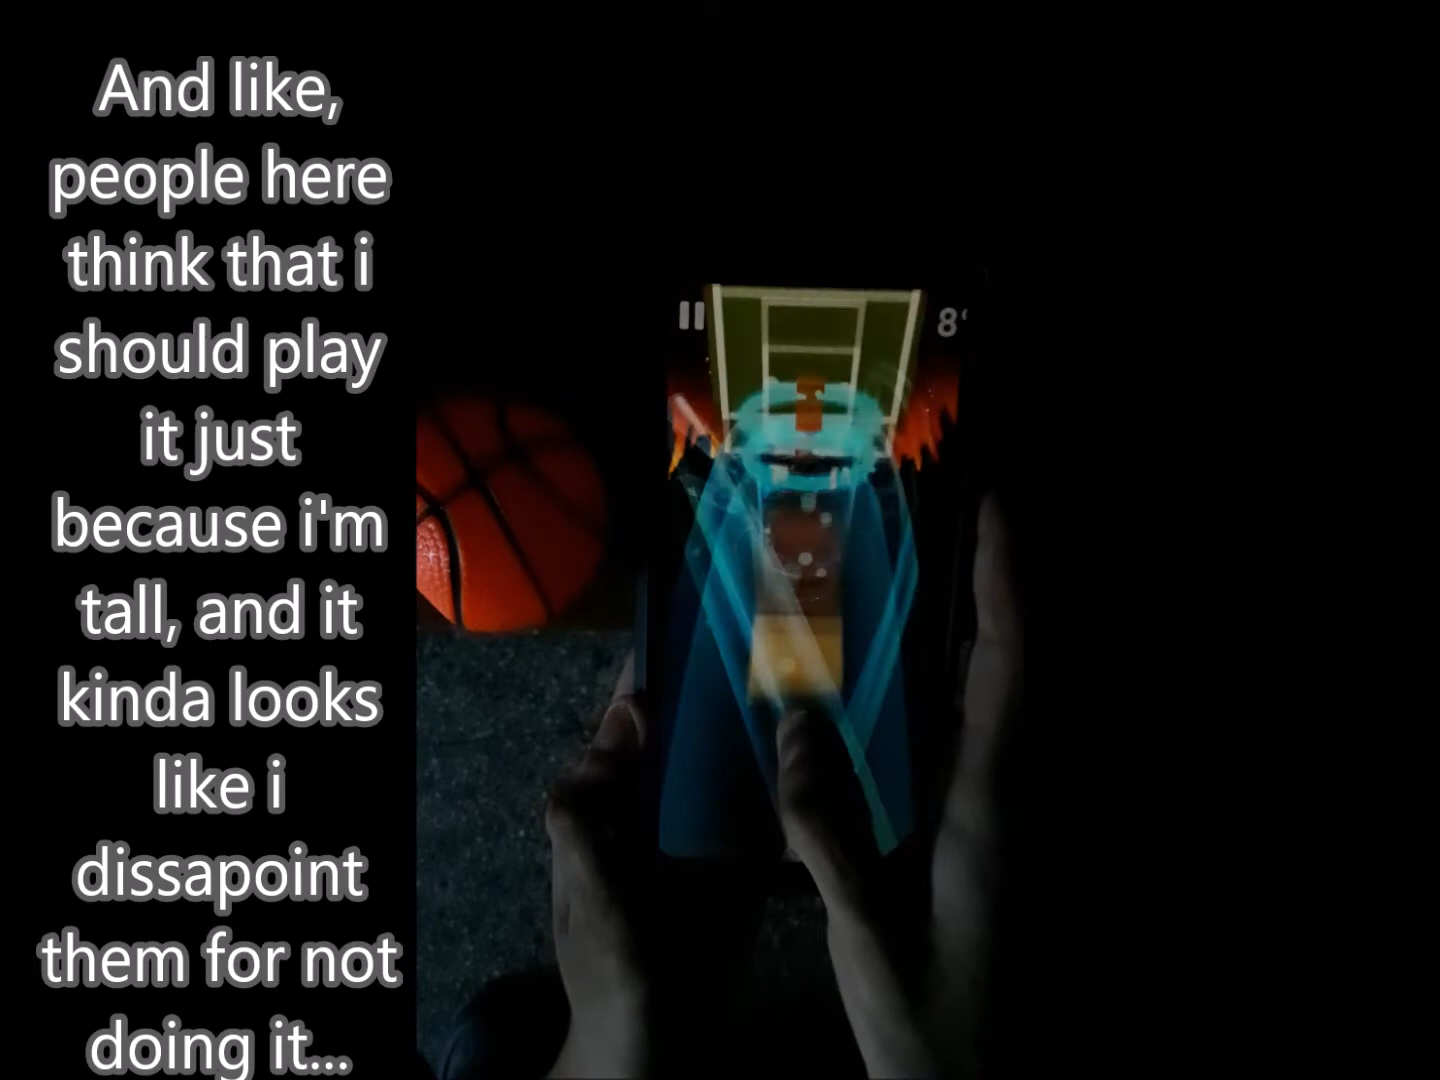 And like,
people here
think that i
should play
it just
because i'm
tall, and it
kinda looks
like i
dissapoint
them for not
doing it...
8